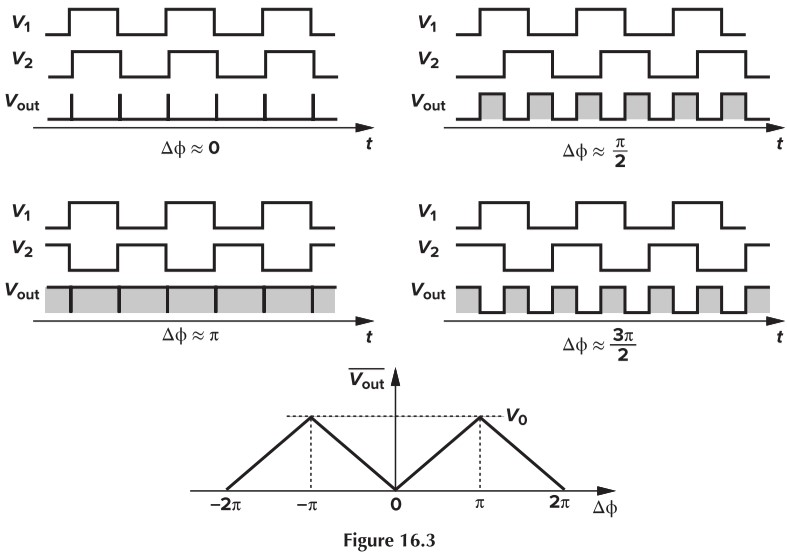 V1
V2
Vout
t
Δϕ ≈ 0
V1
V2
Vout
t
Δϕ ≈ π/2
V1
V2
Vout
t
Δϕ ≈ π
V1
V2
Vout
t
Δϕ ≈ 3π/2
Vout
V0
−2π −π 0 π 2π Δϕ
Figure 16.3